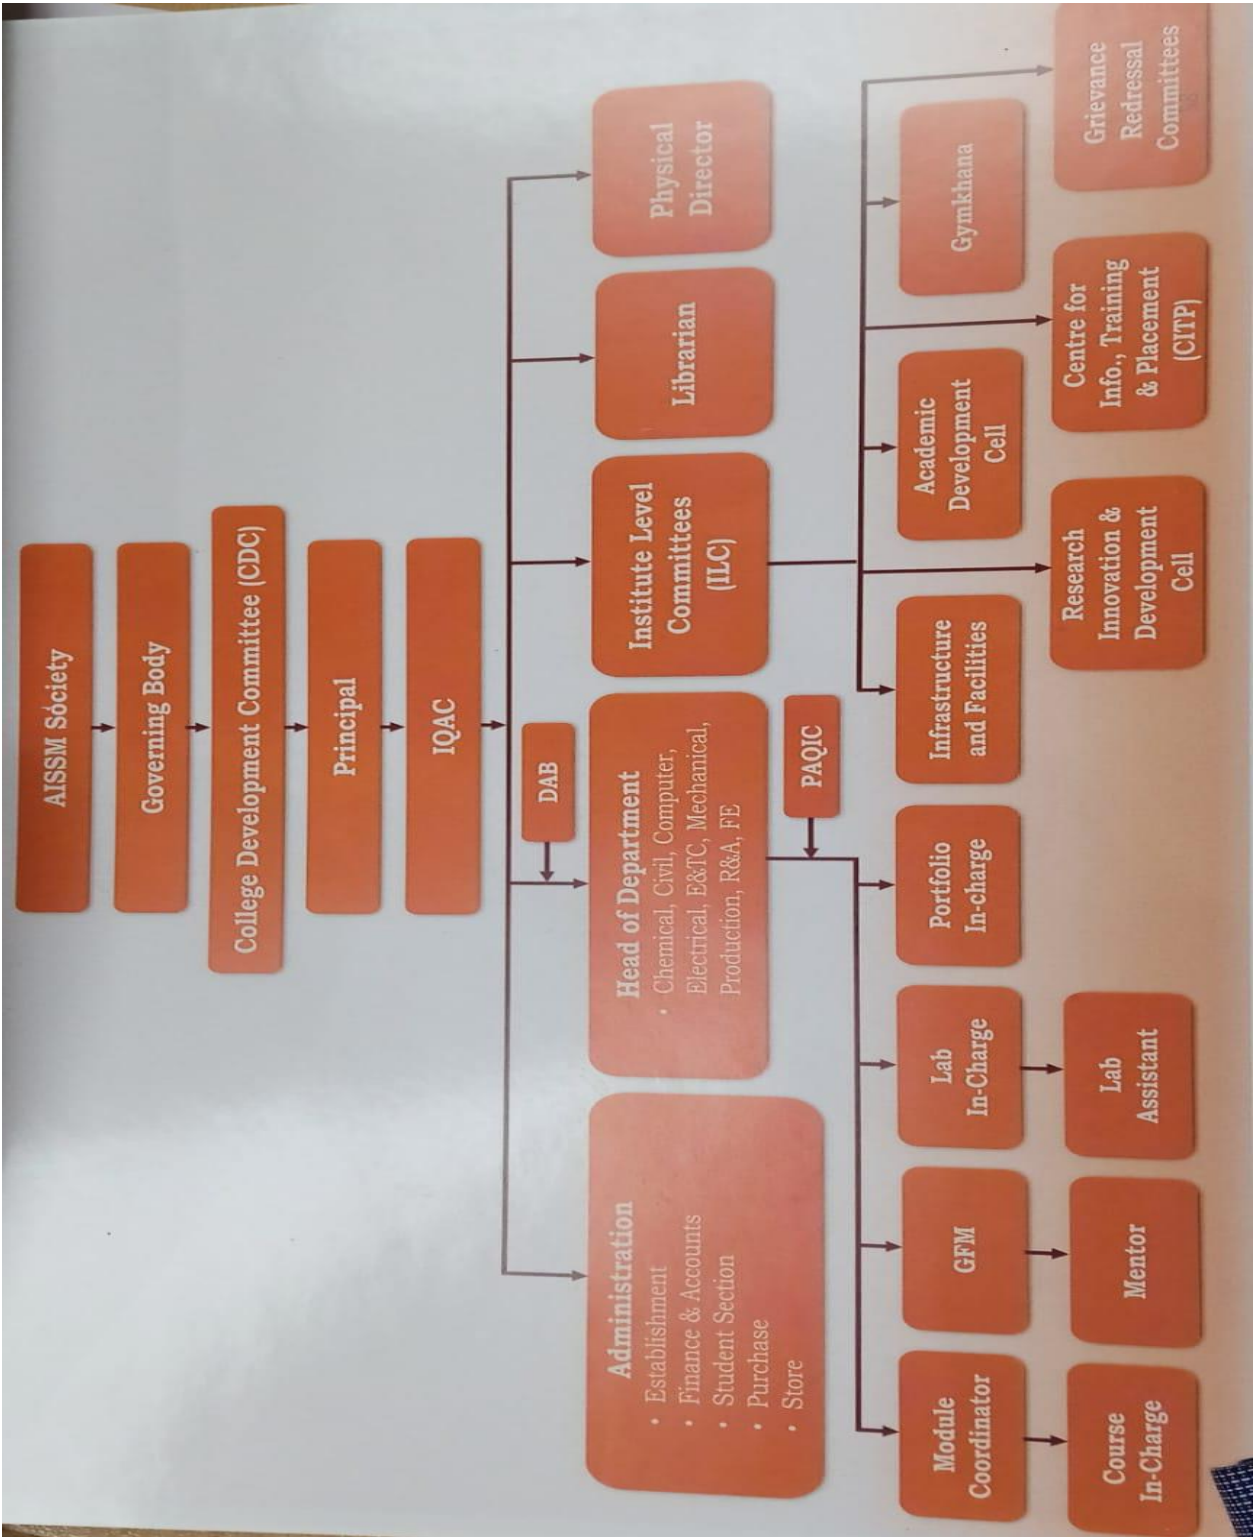 AISSM Society
Governing Body
College Development Committee (CDC)
Principal
IQAC
DAB
Administration
• Establishment
• Finance & Accounts
• Student Section
• Purchase
• Store
Head of Department
• Chemical, Civil, Computer,
Electrical, E&TC, Mechanical,
Production, R&A, FE
Institute Level
Committees
(ILC)
Librarian
Physical
Director
PAQIC
Module
Coordinator
GFM
Lab
In-Charge
Portfolio
In-charge
Infrastructure
and Facilities
Academic
Development
Cell
Gymkhana
Course
In-Charge
Mentor
Lab
Assistant
Research
Innovation &
Development
Cell
Centre for
Info., Training
& Placement
(CITP)
Grievance
Redressal
Committees